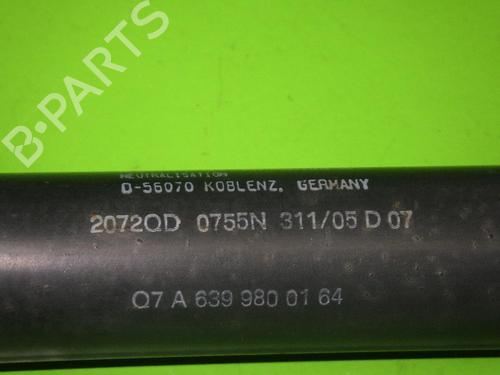 B-PARTS
NEUTRALISATION
D-56070 KOBLENZ, GERMANY
2072QD 0755N 311/05 D 07
Q7 A 639 980 01 64